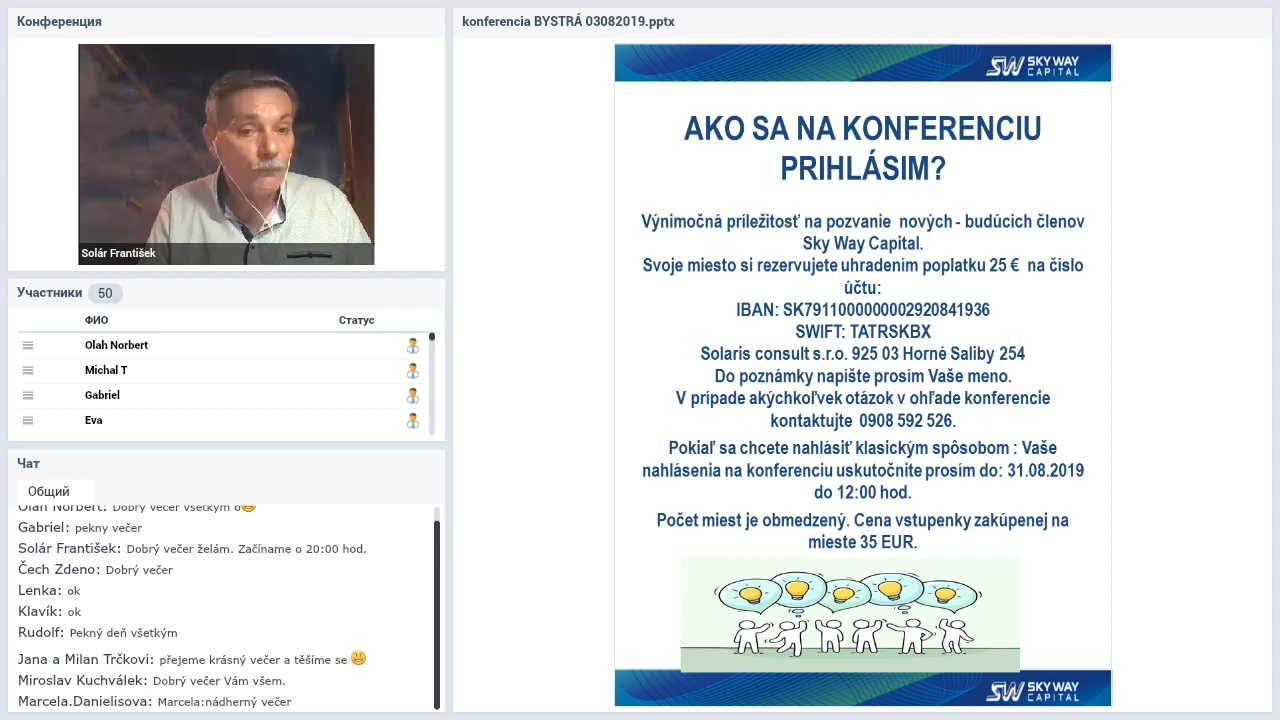 Конференция
Solár František
Участники 50
ФИО Статус
Olah Norbert
Michal T
Gabriel
Eva
Чат
Общий
Olah Norbert: Dobrý večer všetkým o
Gabriel: pekny večer
Solár František: Dobrý večer želám. Začíname o 20:00 hod.
Čech Zdeno: Dobrý večer
Lenka: ok
Klavík: ok
Rudolf: Pekný deň všetkým
Jana a Milan Trčkovi: přejeme krásný večer a těšíme se
Miroslav Kuchválek: Dobrý večer Vám všem.
Marcela.Danielisova: Marcela:nádherný večer
konferencia BYSTRÁ 03082019.pptx
SW SKY WAY
CAPITAL
AKO SA NA KONFERENCIU
PRIHLÁSIM?
Výnimočná príležitosť na pozvanie nových - budúcich členov
Sky Way Capital.
Svoje miesto si rezervujete uhradením poplatku 25 € na číslo
účtu:
IBAN: SK7911000000002920841936
SWIFT: TATRSKBX
Solaris consult s.r.o. 925 03 Horné Saliby 254
Do poznámky napíšte prosím Vaše meno.
V prípade akýchkoľvek otázok v ohľade konferencie
kontaktujte 0908 592 526.
Pokiaľ sa chcete nahlásiť klasickým spôsobom : Vaše
nahlásenia na konferenciu uskutočnite prosím do: 31.08.2019
do 12:00 hod.
Počet miest je obmedzený. Cena vstupenky zakúpenej na
mieste 35 EUR.
SW SKY WAY
CAPITAL